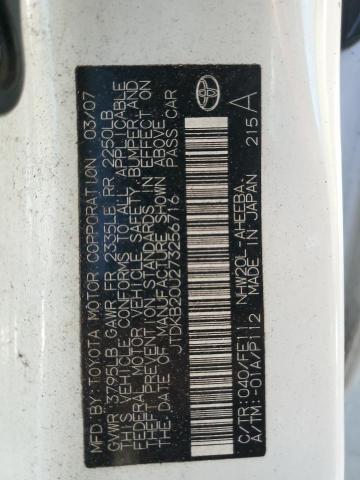 MFD. BY: TOYOTA MOTOR CORPORATION 03/07
GVWR 3795LB GAWR FR 2335LB RR 2250LB
THIS VEHICLE CONFORMS TO ALL APPLICABLE
FEDERAL MOTOR VEHICLE SAFETY, BUMPER, AND
THEFT PREVENTION STANDARDS IN EFFECT ON
THE DATE OF MANUFACTURE SHOWN ABOVE.
JTDKB20U273256716 PASS. CAR
C/TR: 040/FE11 NHW20L-AHEEBA
A/TM: -01A/P112 MADE IN JAPAN 215 A